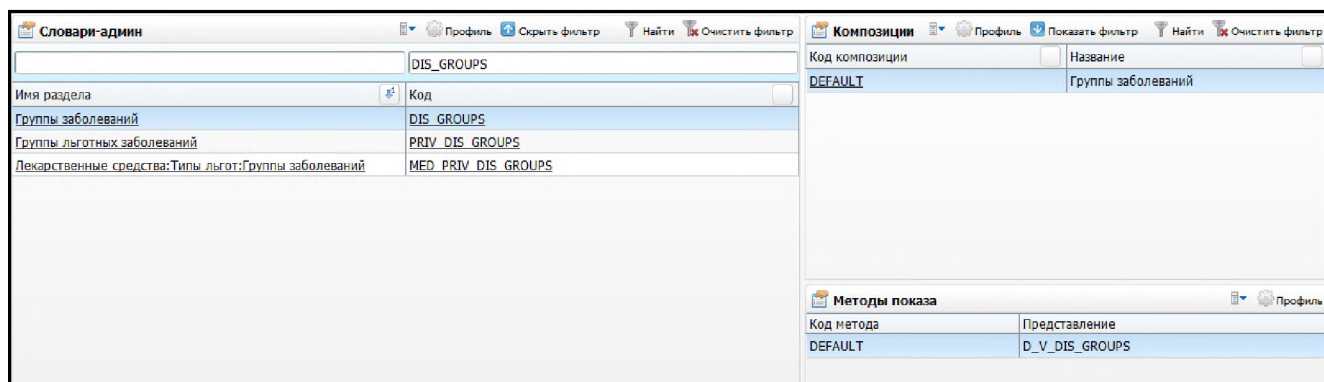 Словари-админ
Профиль Скрыть фильтр Найти Очистить фильтр
DIS_GROUPS
Имя раздела Код
Группы заболеваний DIS_GROUPS
Группы льготных заболеваний PRIV_DIS_GROUPS
Лекарственные средства:Типы льгот:Группы заболеваний MED_PRIV_DIS_GROUPS
Композиции
Профиль Показать фильтр Найти Очистить фильтр
Код композиции Название
DEFAULT Группы заболеваний
Методы показа
Профиль
Код метода Представление
DEFAULT D_V_DIS_GROUPS